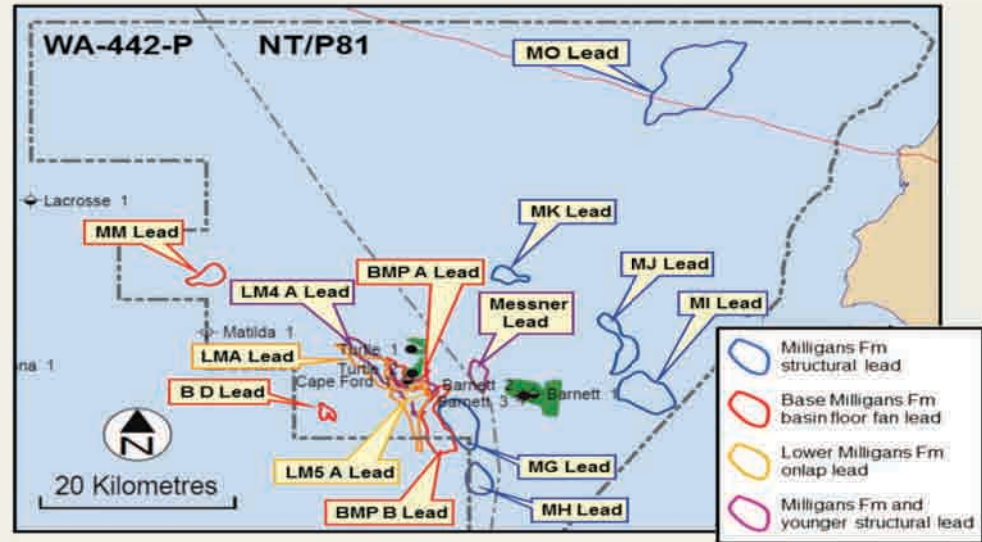 WA-442-P NT/P81
MO Lead
Lacrosse 1
MM Lead
MK Lead
BMP A Lead
MJ Lead
LM4 A Lead
Messner
Lead
MI Lead
Matilda 1
Turtle 1
LMA Lead
Turtle
Cape Ford
Barnett 2
Barnett 1
Barnett 3
na 1
B D Lead
LM5 A Lead
MG Lead
BMP B Lead
MH Lead
N
20 Kilometres
Milligans Fm
structural lead
Base Milligans Fm
basin floor fan lead
Lower Milligans Fm
onlap lead
Milligans Fm and
younger structural lead